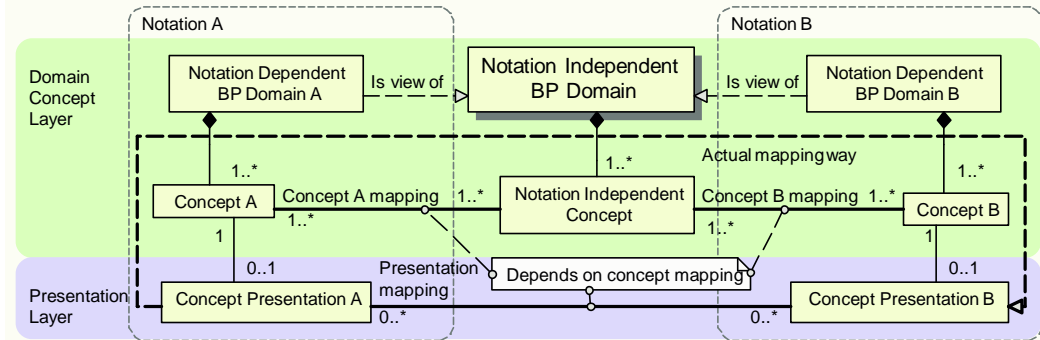 Notation A
Notation B
Domain
Concept
Layer
Notation Dependent
BP Domain A
Is view of
Notation Independent
BP Domain
Is view of
Notation Dependent
BP Domain B
Actual mapping way
1..*
1..*
1..*
Concept A
Concept A mapping
1..*
1..*
Notation Independent
Concept
Concept B mapping
1..*
1..*
Concept B
1
1
0..1
0..1
Presentation
mapping
Depends on concept mapping
Presentation
Layer
Concept Presentation A
0..*
0..*
Concept Presentation B